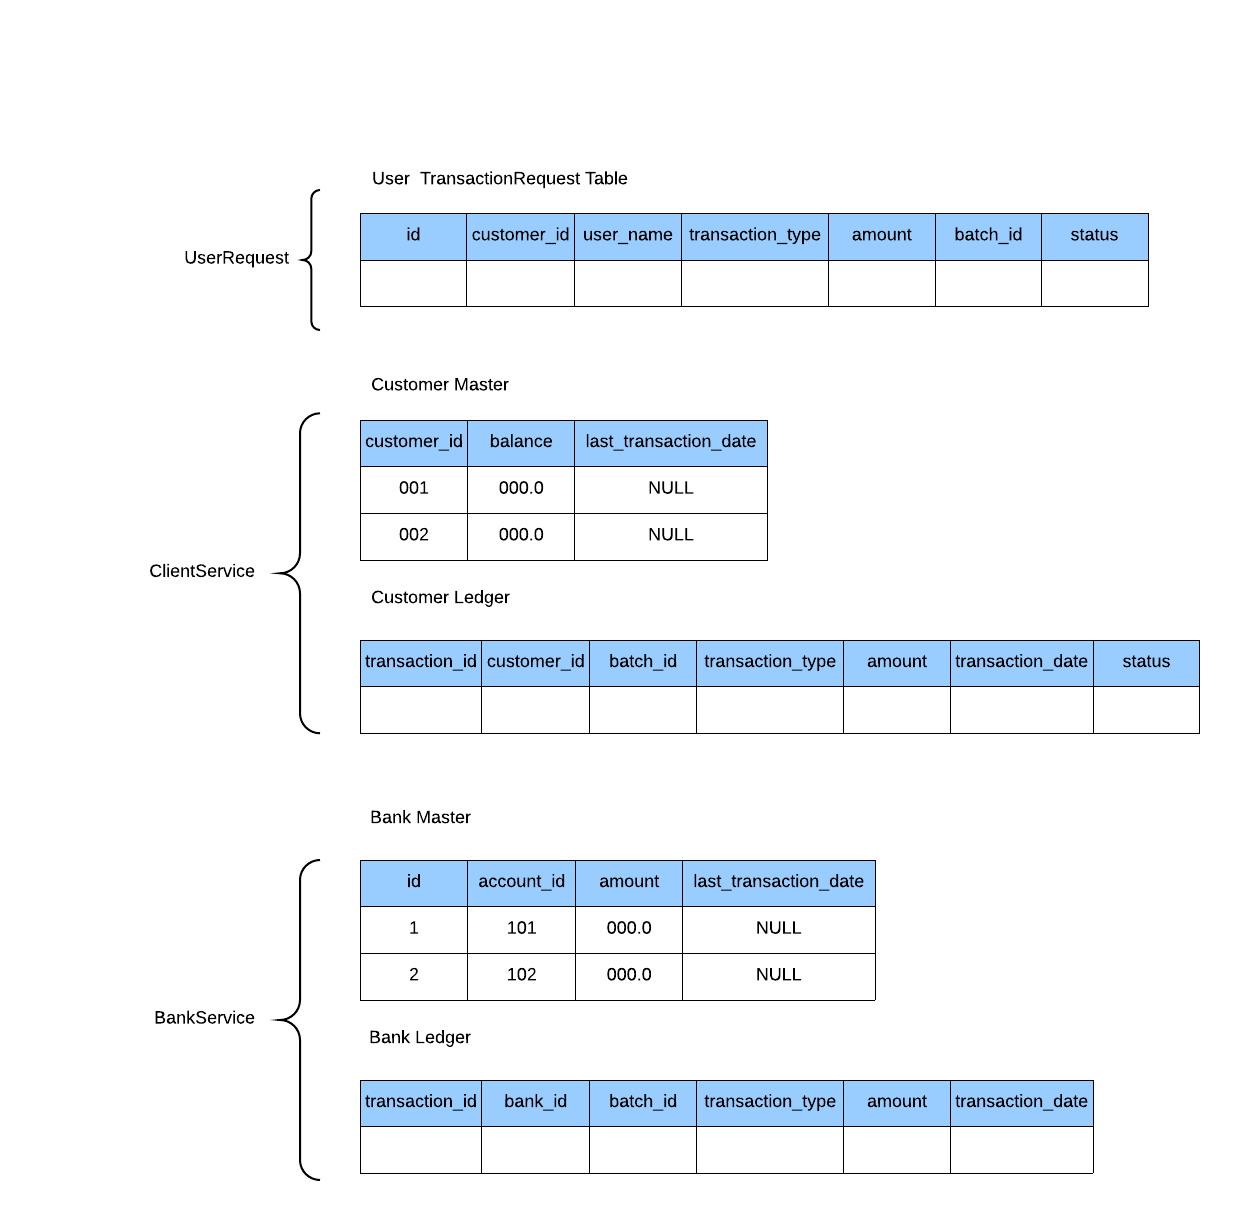 User  TransactionRequest Table
id customer_id user_name transaction_type amount batch_id status
UserRequest
Customer Master
customer_id balance last_transaction_date
001 000.0 NULL
002 000.0 NULL
ClientService
Customer Ledger
transaction_id customer_id batch_id transaction_type amount transaction_date status
Bank Master
id account_id amount last_transaction_date
1 101 000.0 NULL
2 102 000.0 NULL
BankService
Bank Ledger
transaction_id bank_id batch_id transaction_type amount transaction_date